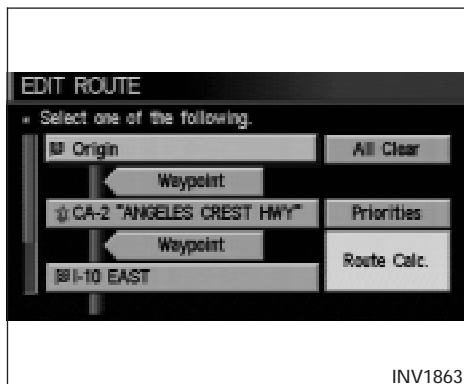 EDIT ROUTE
Select one of the following.
Origin
All Clear
Waypoint
CA-2 "ANGELES CREST HWY"
Priorities
Waypoint
Route Calc.
I-10 EAST
INV1863